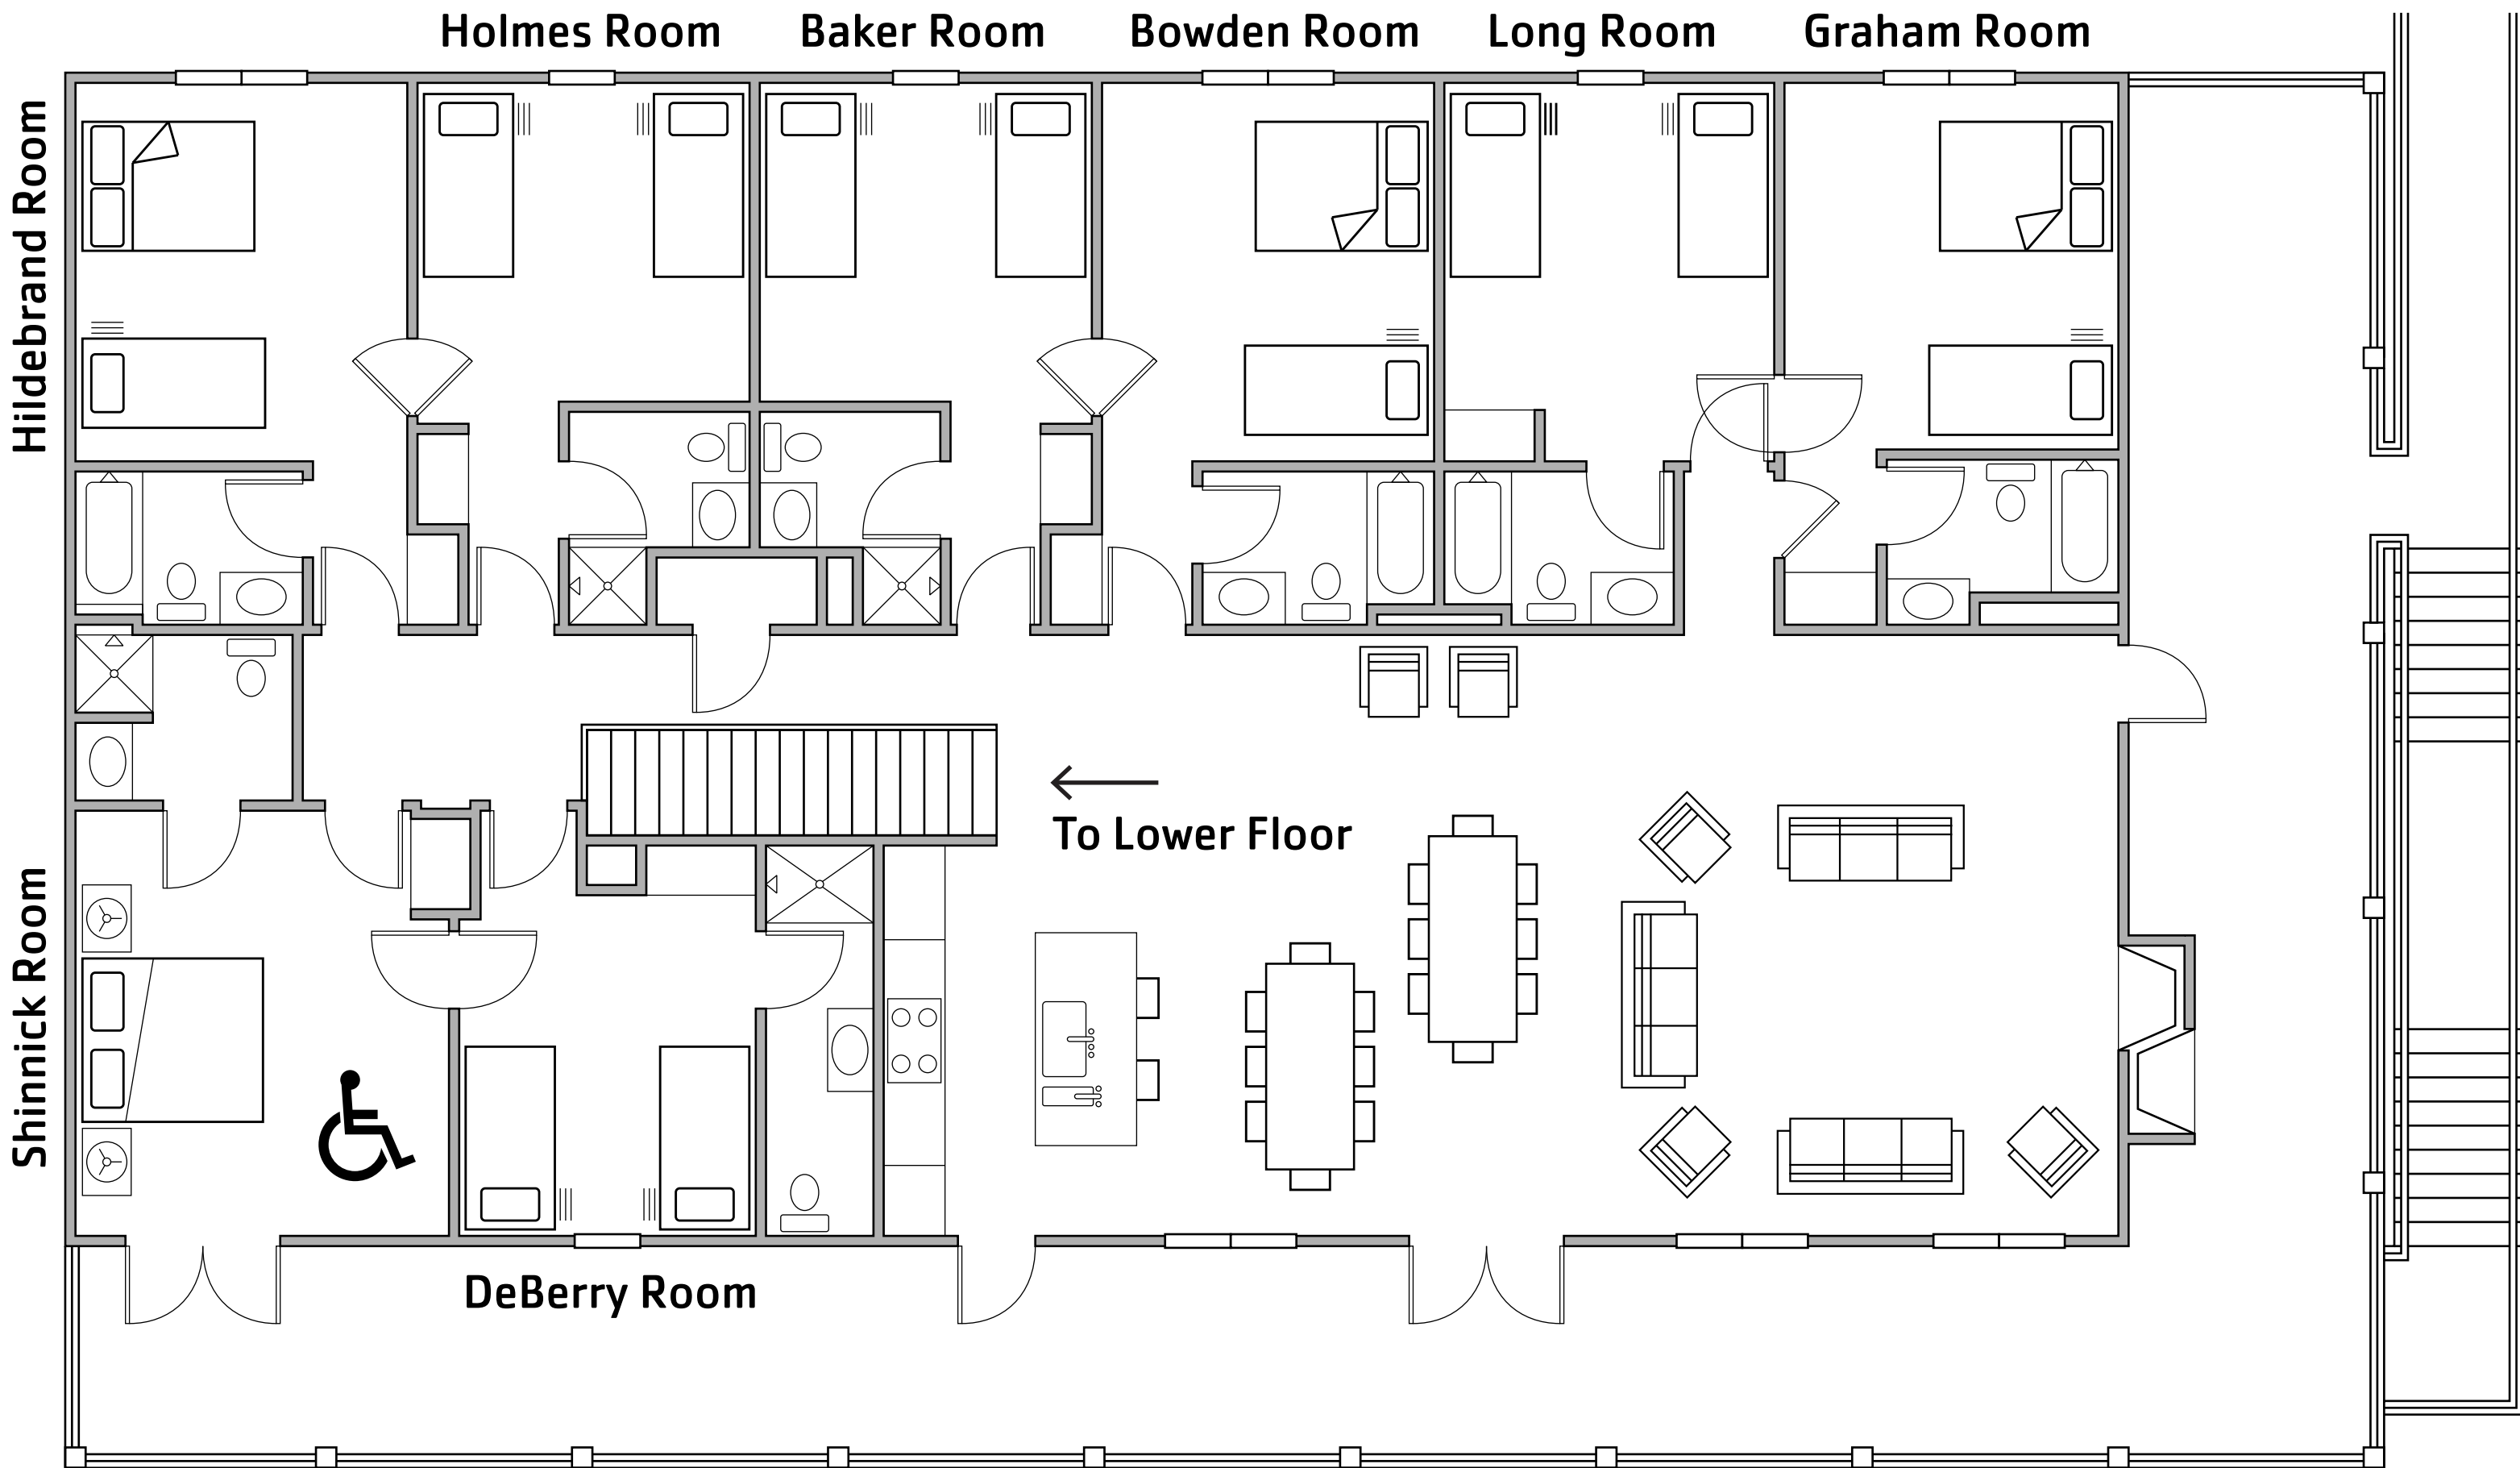 Holmes Room
Baker Room
Bowden Room
Long Room
Graham Room
Hildebrand Room
To Lower Floor
Shinnick Room
DeBerry Room